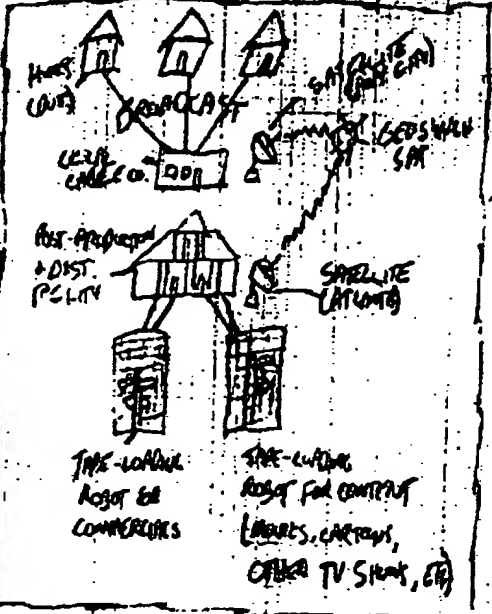 HOMES
BROADCAST
LOCAL
CABLE CO.
SATELLITE
SAT
POST-PRODUCTION
+ DIST.
SATELLITE
(ATLANTA)
TAPE-LOADING
ROBOT FOR
COMMERCIALS
TAPE-LOADING
ROBOT FOR CONTENT
CARTOONS,
OTHER TV SHOWS, ETC)